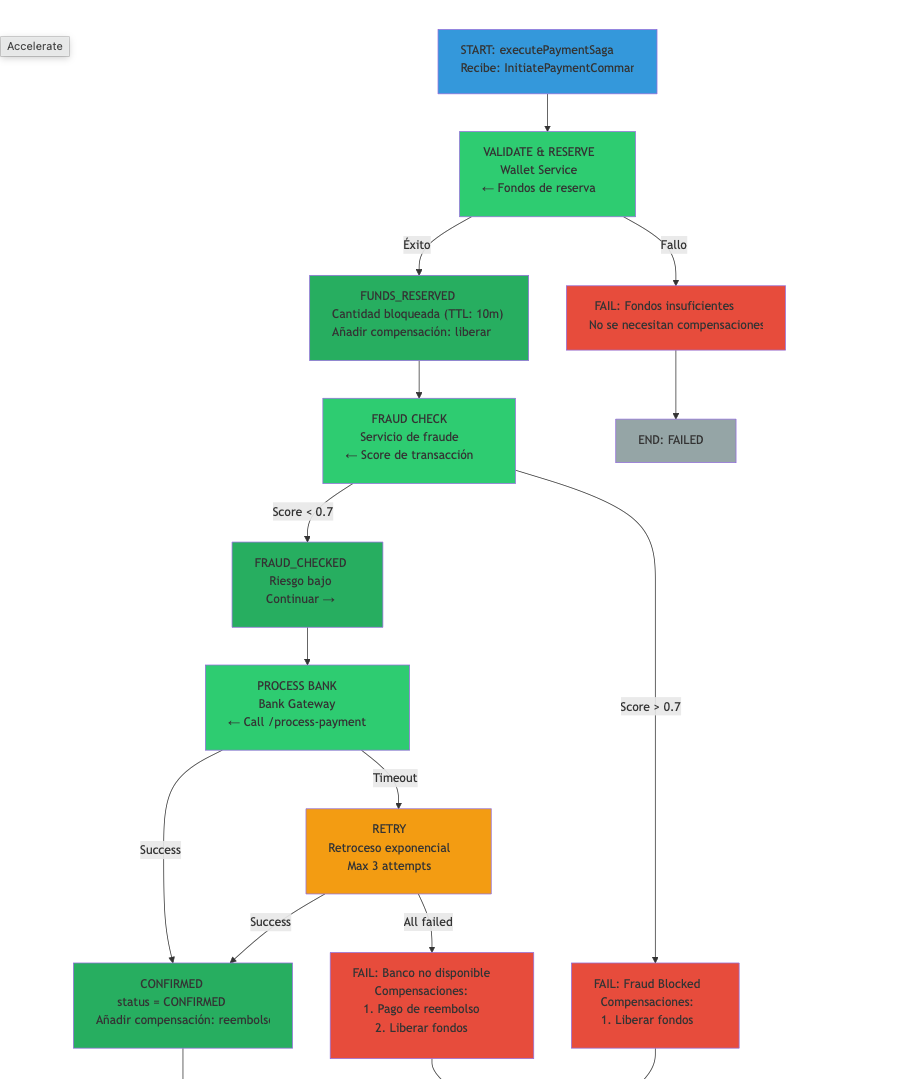 Accelerate
START: executePaymentSaga
Recibe: InitiatePaymentComman
VALIDATE & RESERVE
Wallet Service
← Fondos de reserva
Éxito
Fallo
FUNDS_RESERVED
Cantidad bloqueada (TTL: 10m)
Añadir compensación: liberar
FAIL: Fondos insuficientes
No se necesitan compensaciones
FRAUD CHECK
Servicio de fraude
← Score de transacción
END: FAILED
Score < 0.7
FRAUD_CHECKED
Riesgo bajo
Continuar →
PROCESS BANK
Bank Gateway
← Call /process-payment
Score > 0.7
Timeout
RETRY
Retroceso exponencial
Max 3 attempts
Success
Success
All failed
CONFIRMED
status = CONFIRMED
Añadir compensación: reembols
FAIL: Banco no disponible
Compensaciones:
1. Pago de reembolso
2. Liberar fondos
FAIL: Fraud Blocked
Compensaciones:
1. Liberar fondos